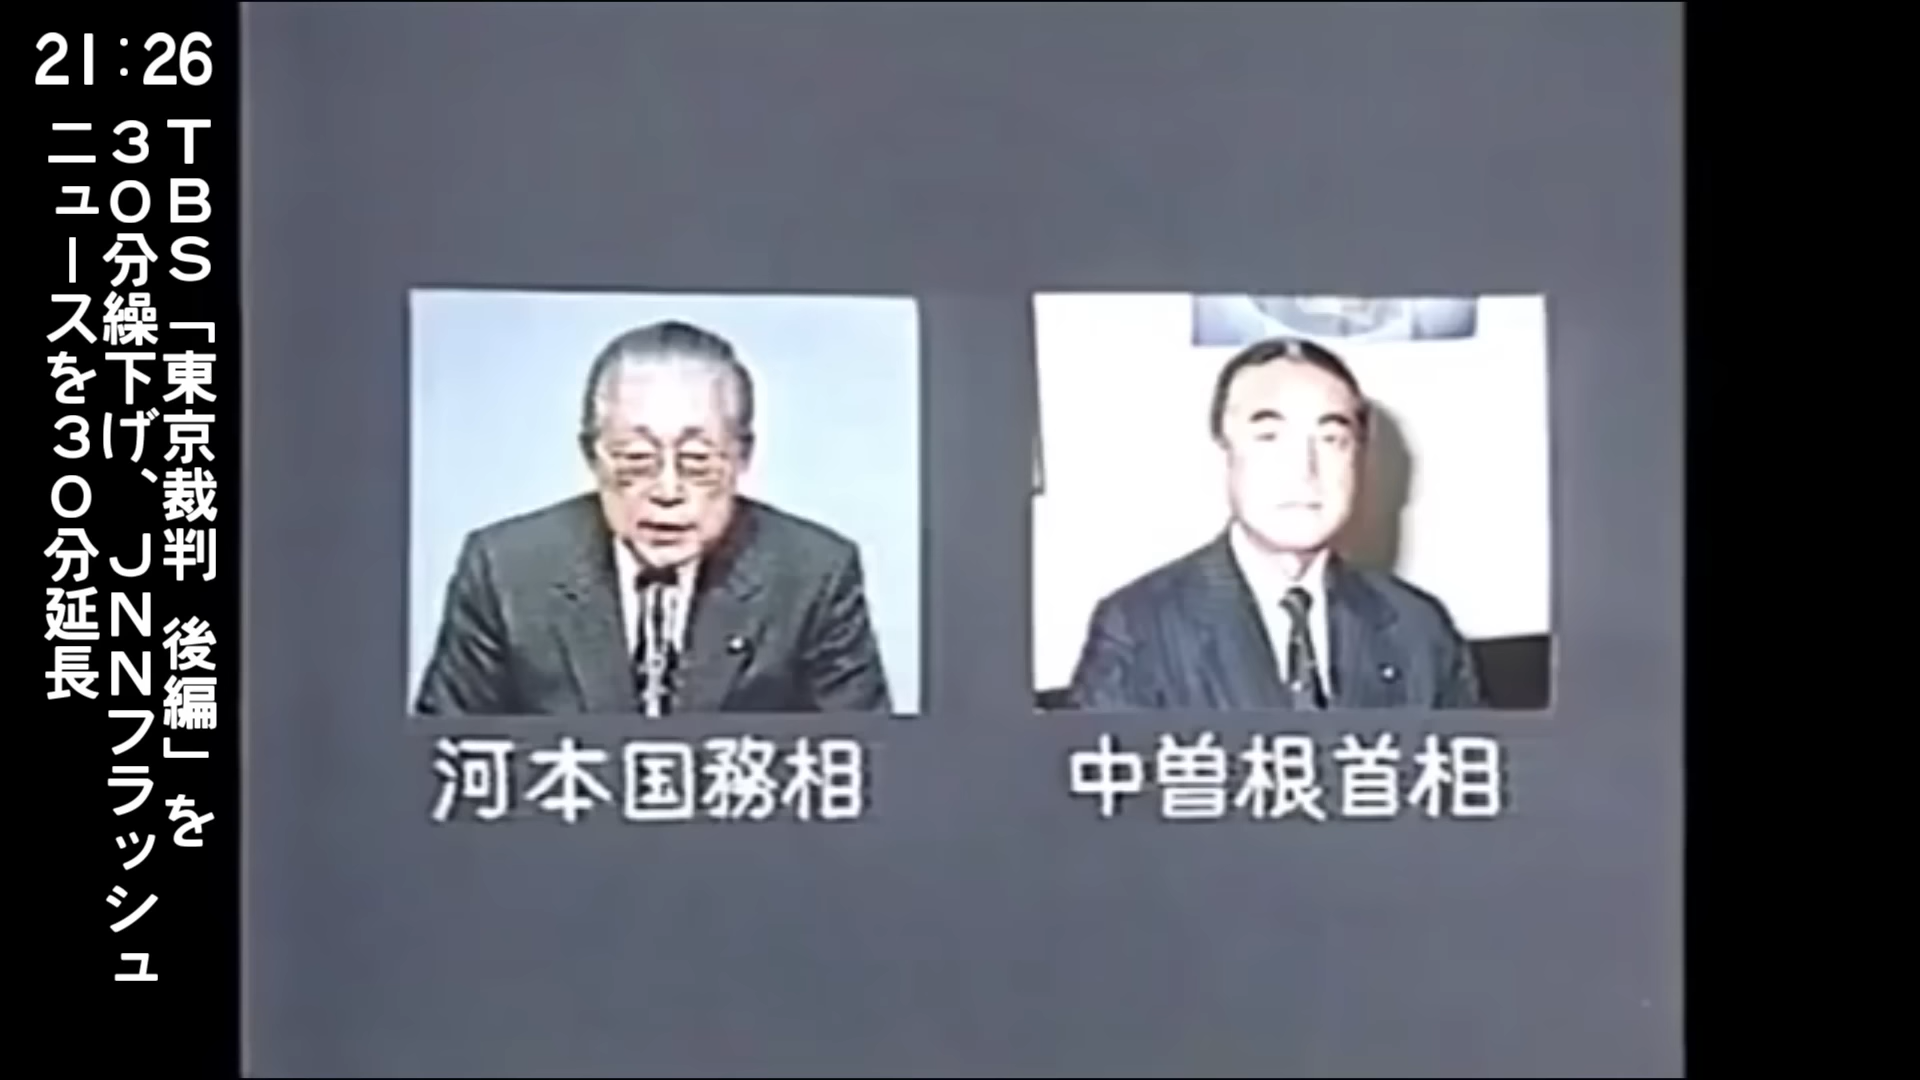 21:26
TBS「東京裁判 後編」を
30分繰下げ、JNNフラッシュ
ニュースを30分延長
河本国務相
中曽根首相